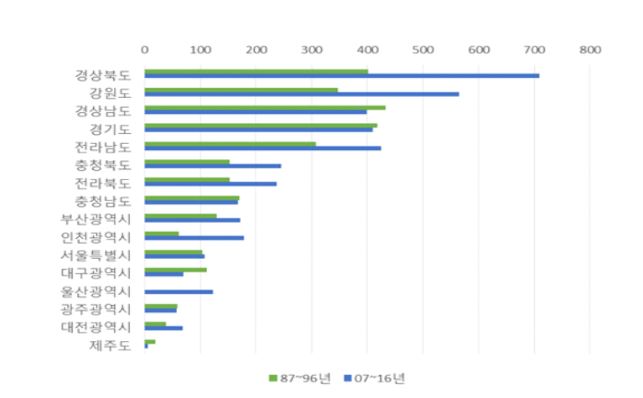 0 100 200 300 400 500 600 700 800
경상북도
강원도
경상남도
경기도
전라남도
충청북도
전라북도
충청남도
부산광역시
인천광역시
서울특별시
대구광역시
울산광역시
광주광역시
대전광역시
제주도
87~96년 07~16년